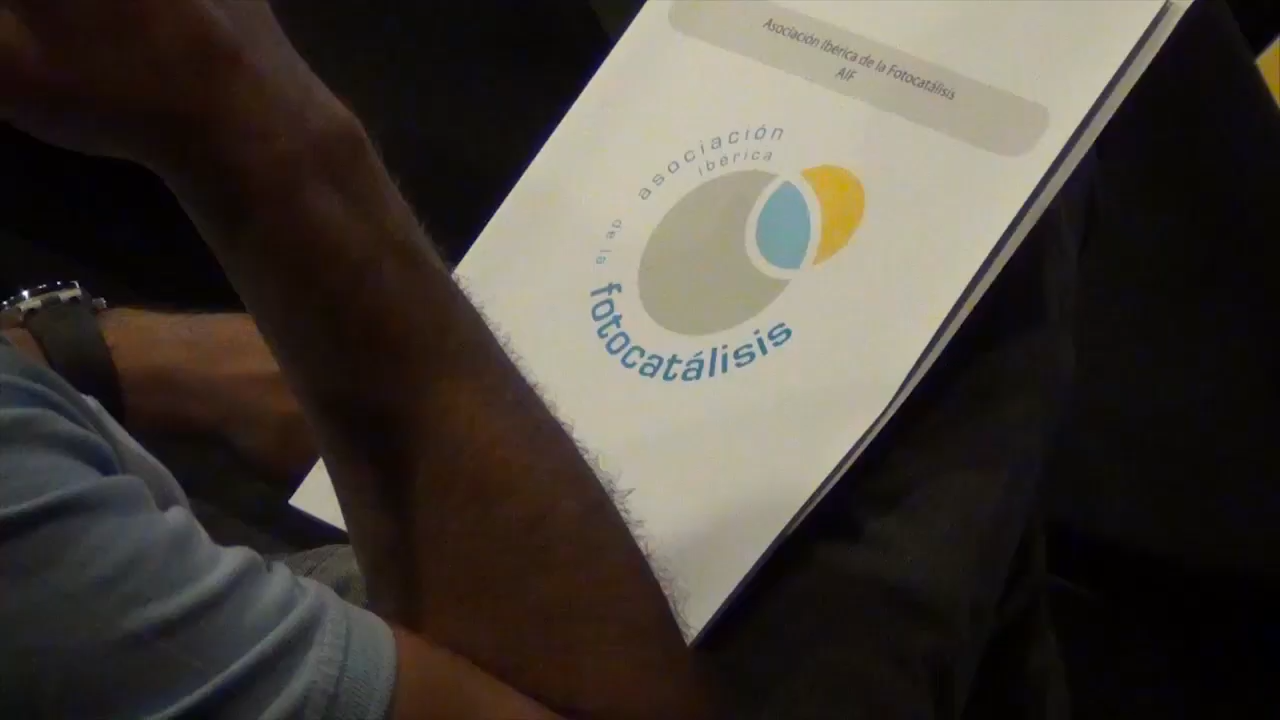 Asociación Ibérica de la Fotocatálisis
AIF
asociación
ibérica
de la
fotocatálisis